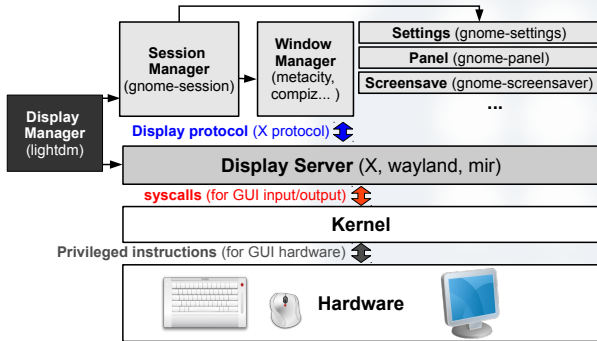 Settings (gnome-settings)
Session
Manager
(gnome-session)
Window
Manager
(metacity,
compiz... )
Panel (gnome-panel)
Screensave (gnome-screensaver)
...
Display
Manager
(lightdm)
Display protocol (X protocol)
Display Server (X, wayland, mir)
syscalls (for GUI input/output)
Kernel
Privileged instructions (for GUI hardware)
Hardware